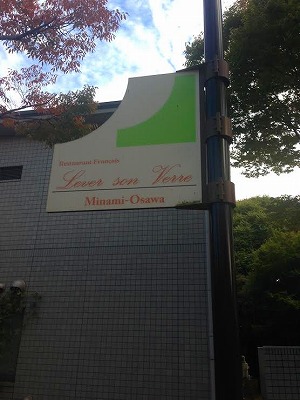 Restaurant Français
Lever son Verre
Minami-Osawa